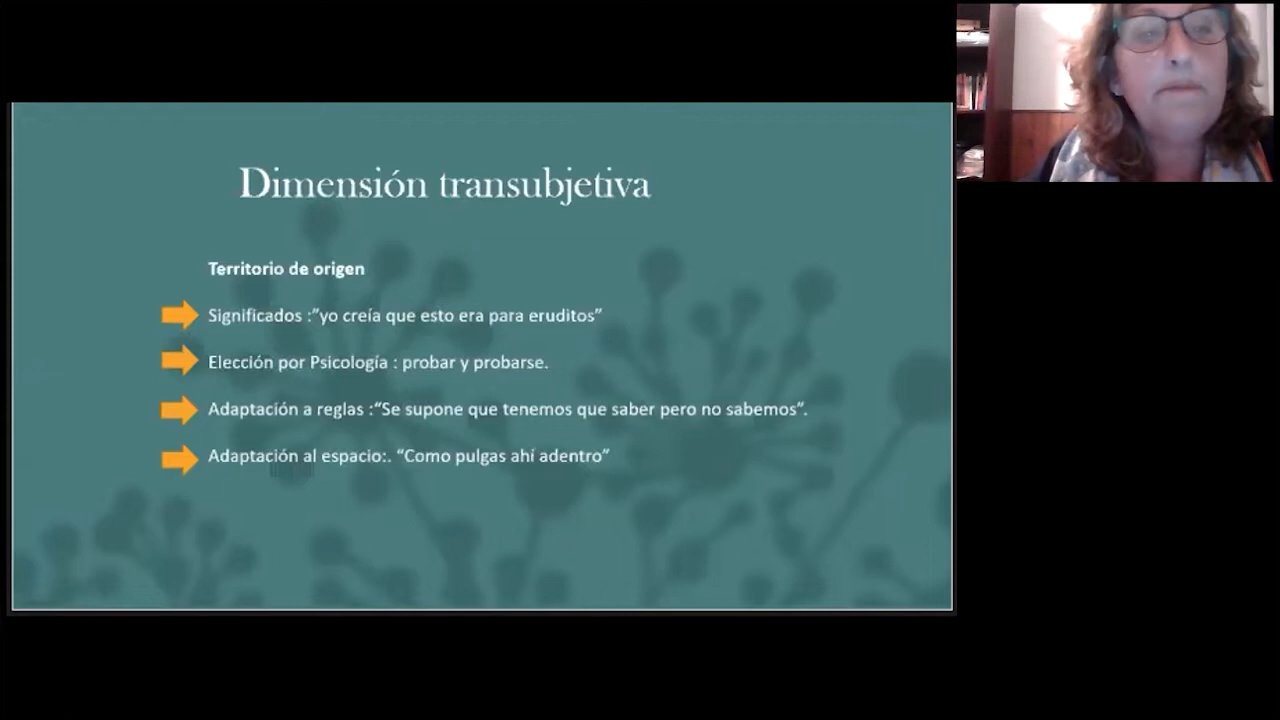 Dimensión transubjetiva
Territorio de origen
Significados :”yo creía que esto era para eruditos”
Elección por Psicología : probar y probarse.
Adaptación a reglas :“Se supone que tenemos que saber pero no sabemos”.
Adaptación al espacio:. “Como pulgas ahí adentro”